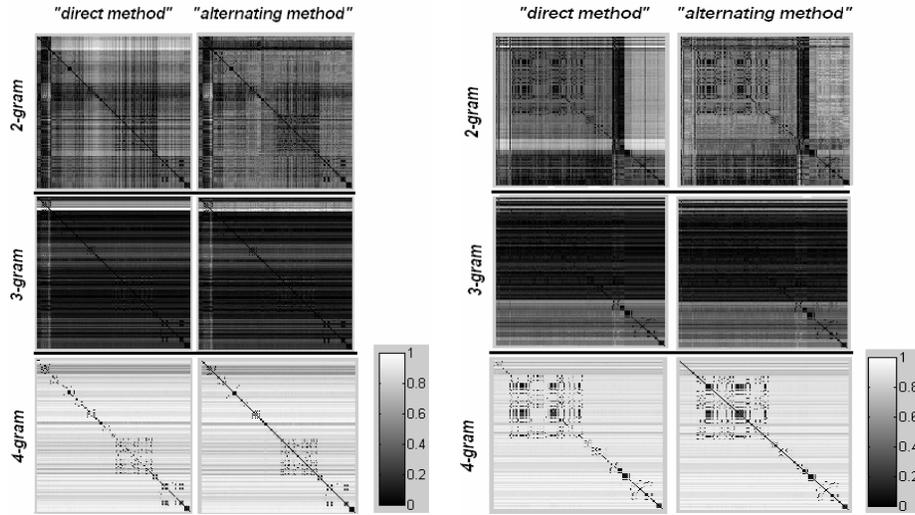 "direct method" "alternating method" "direct method" "alternating method"
2-gram
2-gram
3-gram
3-gram
4-gram
4-gram
1
0.8
0.6
0.4
0.2
0
1
0.8
0.6
0.4
0.2
0